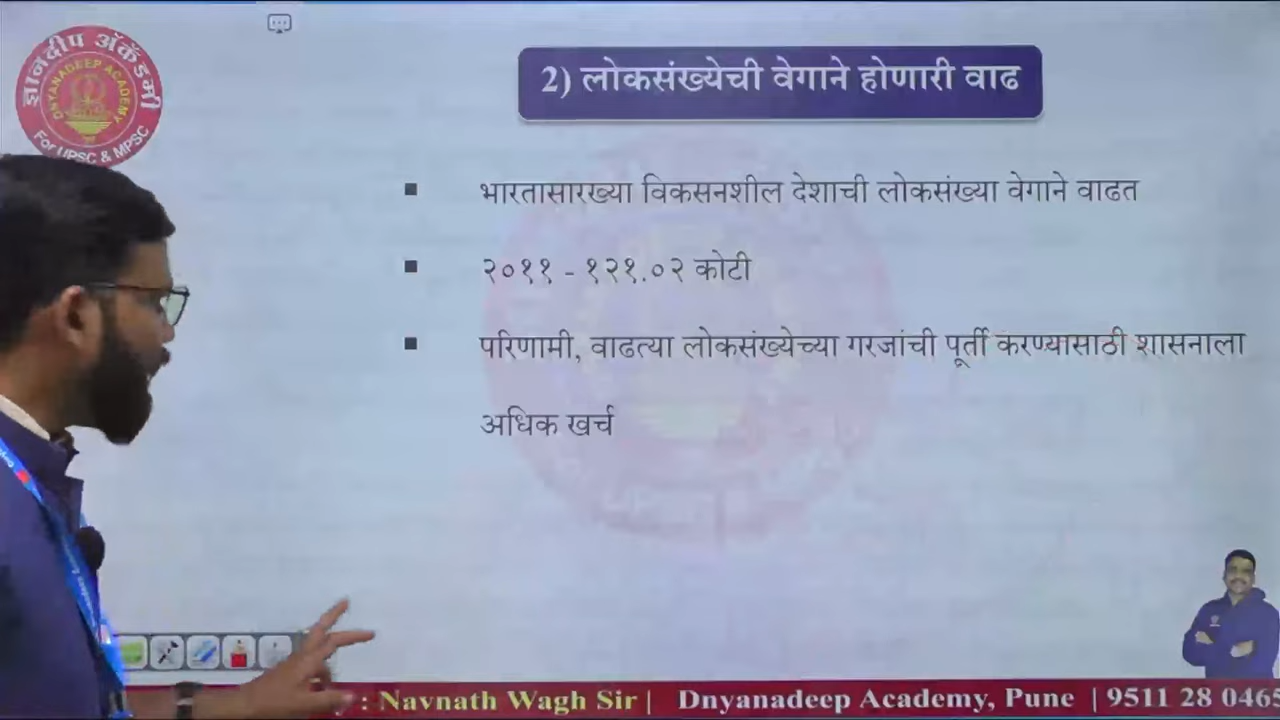 ज्ञानदीप अॅकॅडमी
DNYANADEEP ACADEMY
For UPSC & MPSC
2) लोकसंख्येची वेगाने होणारी वाढ
भारतासारख्या विकसनशील देशाची लोकसंख्या वेगाने वाढत
२०११ - १२१.०२ कोटी
परिणामी, वाढत्या लोकसंख्येच्या गरजांची पूर्ती करण्यासाठी शासनाला
अधिक खर्च
: Navnath Wagh Sir | Dnyanadeep Academy, Pune | 9511 28 0465